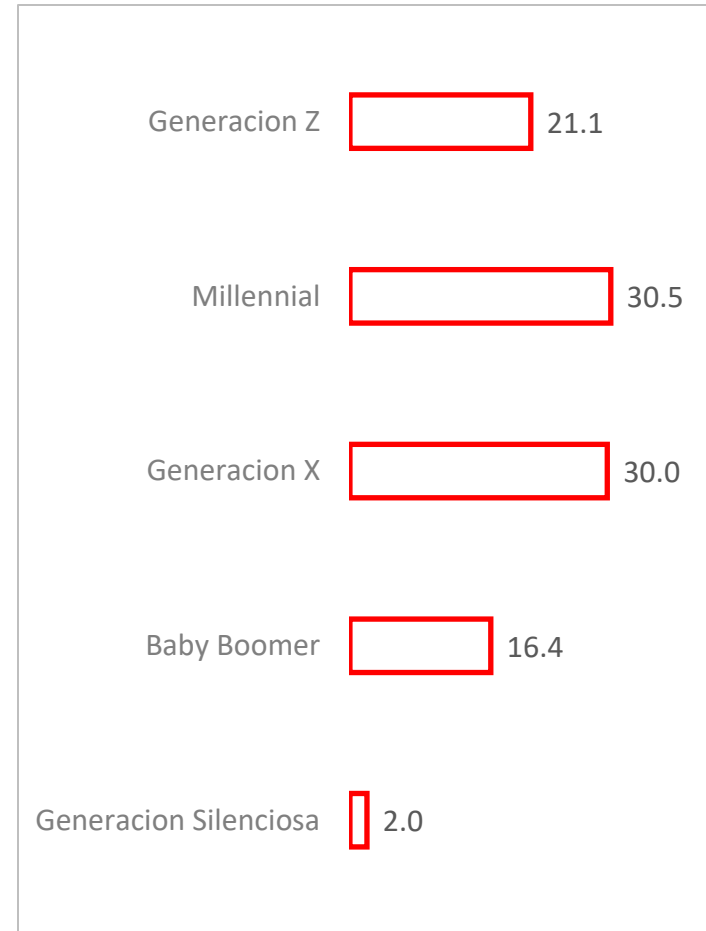 Generacion Z 21.1
Millennial 30.5
Generacion X 30.0
Baby Boomer 16.4
Generacion Silenciosa 2.0